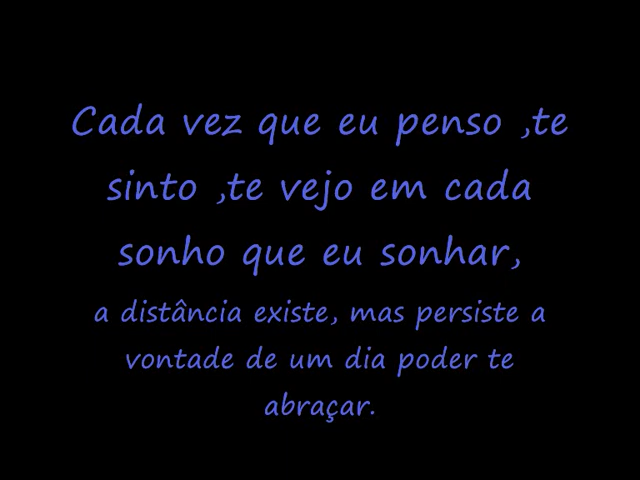 Cada vez que eu penso ,te
sinto ,te vejo em cada
sonho que eu sonhar,
a distância existe, mas persiste a
vontade de um dia poder te
abraçar.